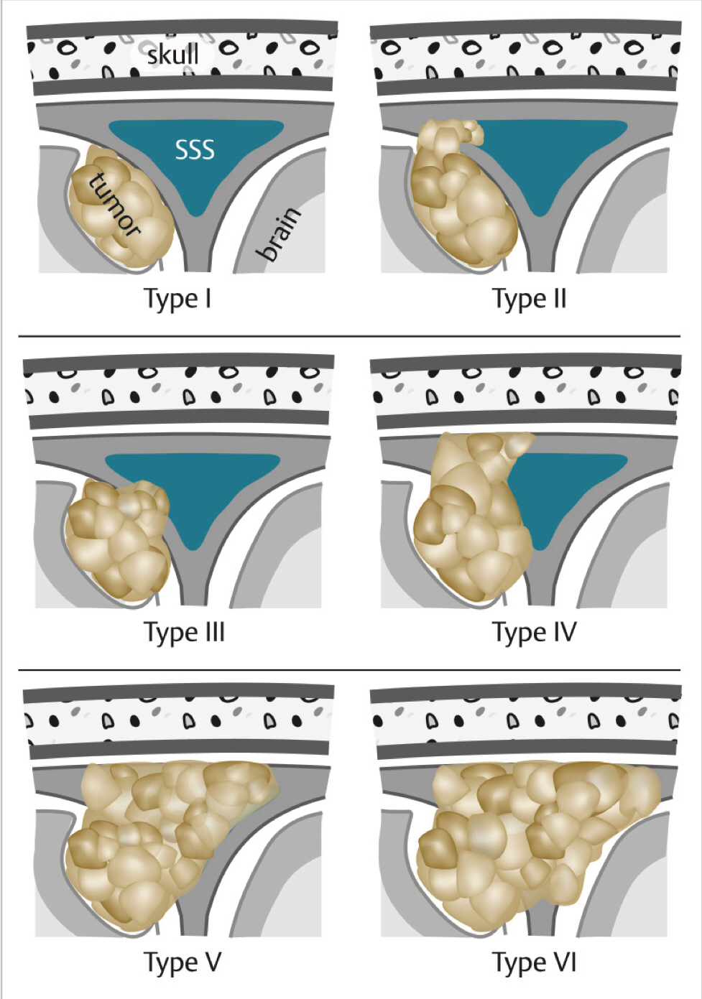 skull
SSS
tumor
brain
Type I
Type II
Type III
Type IV
Type V
Type VI